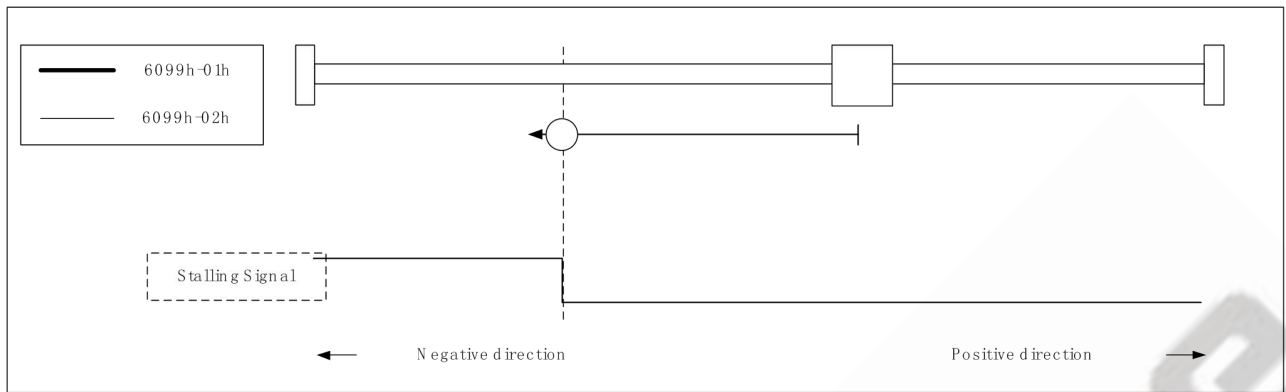 6099h-01h
6099h-02h
Stalling Signal
Negative direction
Positive direction